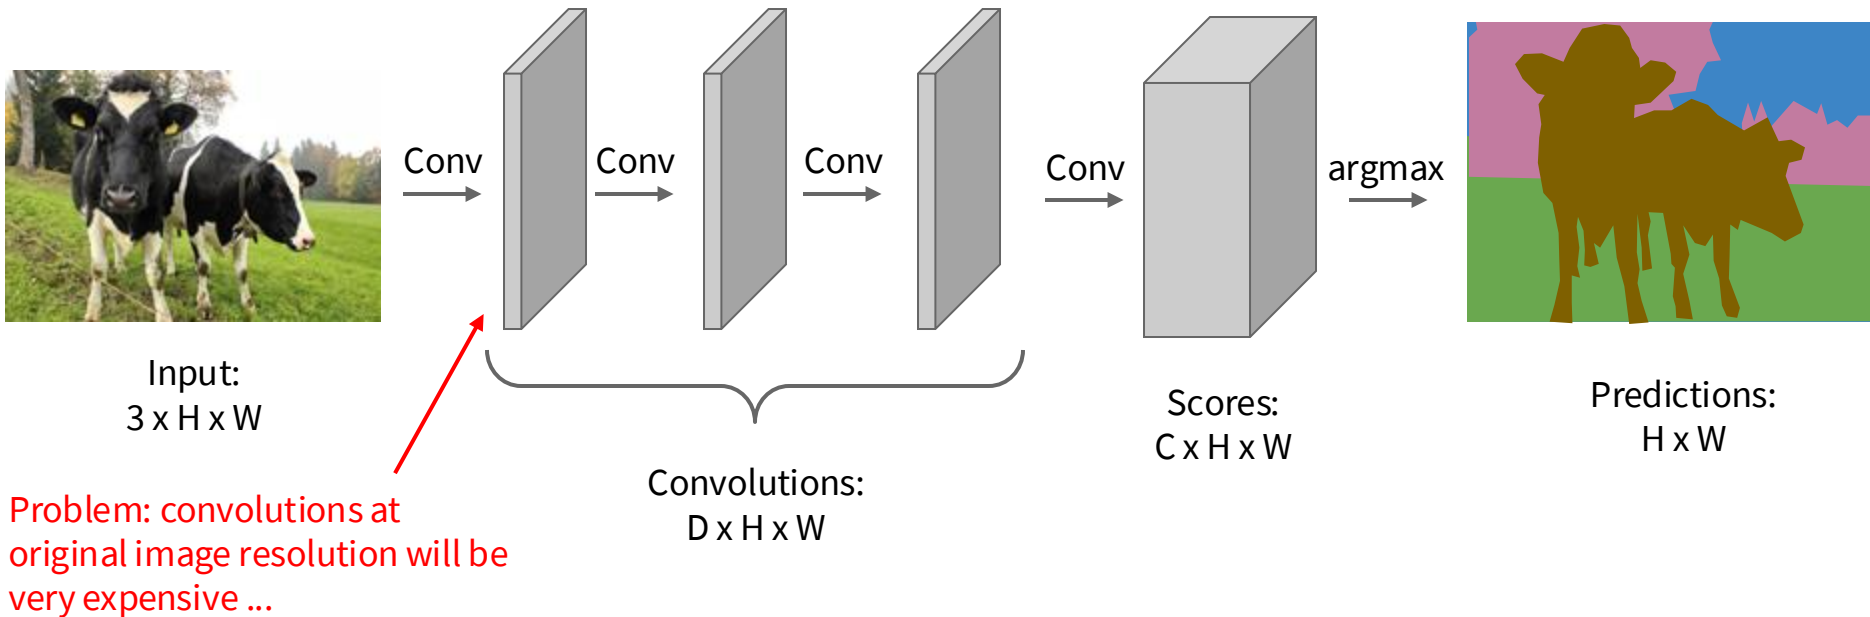 Conv
Conv
Conv
Conv
argmax
Input:
3 x H x W
Convolutions:
D x H x W
Scores:
C x H x W
Predictions:
H x W
Problem: convolutions at
original image resolution will be
very expensive ...